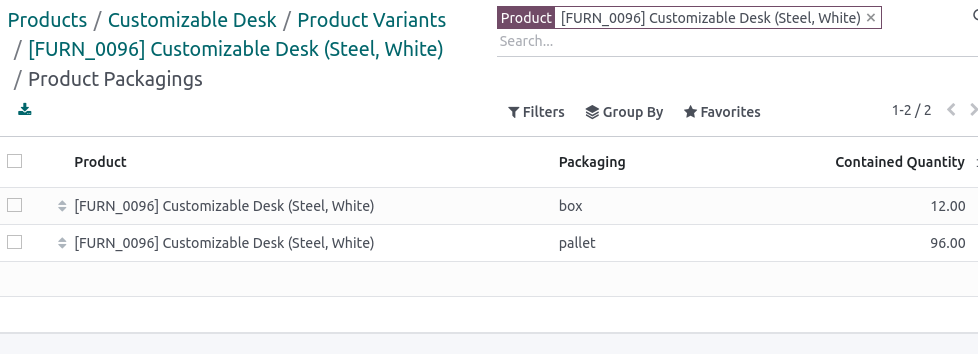 Products / Customizable Desk / Product Variants
/ [FURN_0096] Customizable Desk (Steel, White)
/ Product Packagings
Product [FURN_0096] Customizable Desk (Steel, White) ×
Search...
Filters Group By Favorites 1-2 / 2
Product Packaging Contained Quantity
[FURN_0096] Customizable Desk (Steel, White) box 12.00
[FURN_0096] Customizable Desk (Steel, White) pallet 96.00